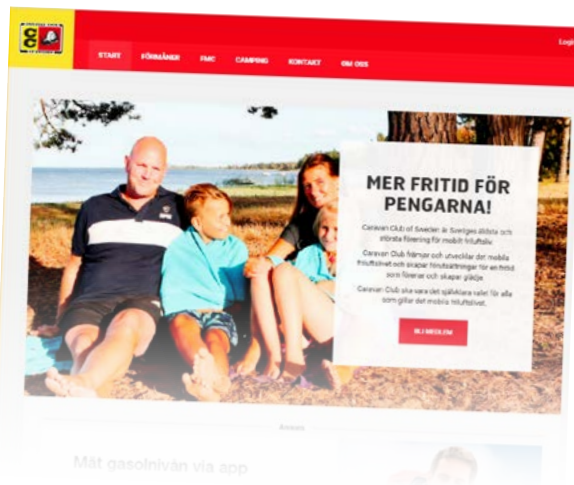 Login
START FÖRMÅNER FMC CAMPING KONTAKT OM OSS
MER FRITID FÖR
PENGARNA!
Caravan Club of Sweden är Sveriges äldsta och
största förening för mobilt friluftsliv.
Caravan Club främjar och utvecklar det mobila
friluftslivet och skapar förutsättningar för en fritid
som förenar och skapar glädje.
Caravan Club ska vara det självklara valet för alla
som gillar det mobila friluftslivet.
BLI MEDLEM
Annons
Mät gasolnivån via app